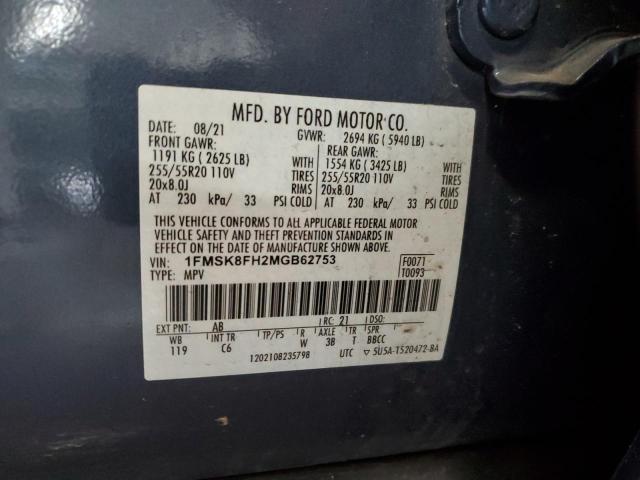 MFD. BY FORD MOTOR CO.
DATE: 08/21 GVWR: 2694 KG ( 5940 LB)
FRONT GAWR: REAR GAWR:
1191 KG ( 2625 LB) WITH 1554 KG ( 3425 LB) WITH
255/55R20 110V TIRES 255/55R20 110V TIRES
20x8.0J RIMS 20x8.0J RIMS
AT 230 kPa/ 33 PSI COLD AT 230 kPa/ 33 PSI COLD
THIS VEHICLE CONFORMS TO ALL APPLICABLE FEDERAL MOTOR
VEHICLE SAFETY AND THEFT PREVENTION STANDARDS IN
EFFECT ON THE DATE OF MANUFACTURE SHOWN ABOVE.
VIN: 1FMSK8FH2MGB62753 F0071
TYPE: MPV T0093
EXT PNT: AB RC: 21 DSO:
WB INT TR TP/PS R AXLE TR SPR
119 C6 W 3B T BBCC
1202108235798 UTC ▽ 5U5A-1520472-BA